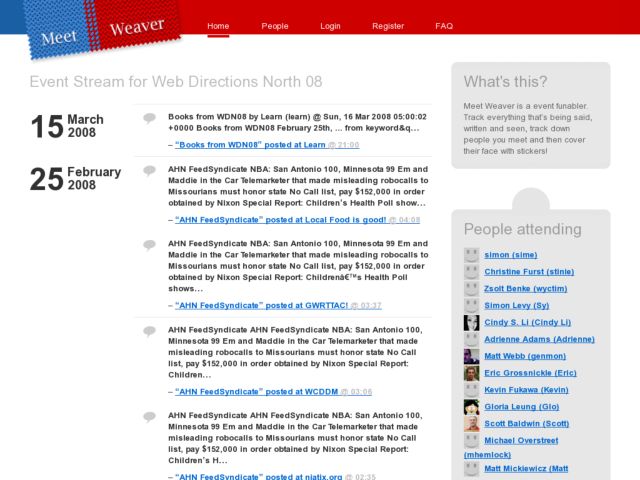 Meet Weaver
Home People Login Register FAQ
Event Stream for Web Directions North 08
15 March 2008
Books from WDN08 by Learn (learn) @ Sun, 16 Mar 2008 05:00:02
+0000 Books from WDN08 February 25th, ... from keyword&q...
– "Books from WDN08" posted at Learn @ 21:00
25 February 2008
AHN FeedSyndicate NBA: San Antonio 100, Minnesota 99 Em and
Maddie in the Car Telemarketer that made misleading robocalls to
Missourians must honor state No Call list, pay $152,000 in order
obtained by Nixon Special Report: Children's Health Poll show...
– "AHN FeedSyndicate" posted at Local Food is good! @ 04:08
AHN FeedSyndicate NBA: San Antonio 100, Minnesota 99 Em and
Maddie in the Car Telemarketer that made misleading robocalls to
Missourians must honor state No Call list, pay $152,000 in order
obtained by Nixon Special Report: Childrenâ€™s Health Poll
shows...
– "AHN FeedSyndicate" posted at GWRTTAC! @ 03:37
AHN FeedSyndicate AHN FeedSyndicate NBA: San Antonio 100,
Minnesota 99 Em and Maddie in the Car Telemarketer that made
misleading robocalls to Missourians must honor state No Call
list, pay $152,000 in order obtained by Nixon Special Report:
Children...
– "AHN FeedSyndicate" posted at WCDDM @ 03:06
AHN FeedSyndicate AHN FeedSyndicate NBA: San Antonio 100,
Minnesota 99 Em and Maddie in the Car Telemarketer that made
misleading robocalls to Missourians must honor state No Call
list, pay $152,000 in order obtained by Nixon Special Report:
Children's H...
– "AHN FeedSyndicate" posted at njatix.org @ 02:35
What's this?
Meet Weaver is a event funabler.
Track everything that's being said,
written and seen, track down
people you meet and then cover
their face with stickers!
People attending
simon (sime)
Christine Furst (stinie)
Zsolt Benke (wyctim)
Simon Levy (Sy)
Cindy S. Li (Cindy Li)
Adrienne Adams (Adrienne)
Matt Webb (genmon)
Eric Grossnickle (Eric)
Kevin Fukawa (Kevin)
Gloria Leung (Glo)
Scott Baldwin (Scott)
Michael Overstreet
(mhemlock)
Matt Mickiewicz (Matt